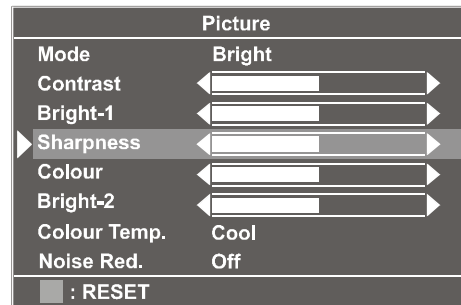 Picture
Mode Bright
Contrast
Bright-1
Sharpness
Colour
Bright-2
Colour Temp. Cool
Noise Red. Off
: RESET